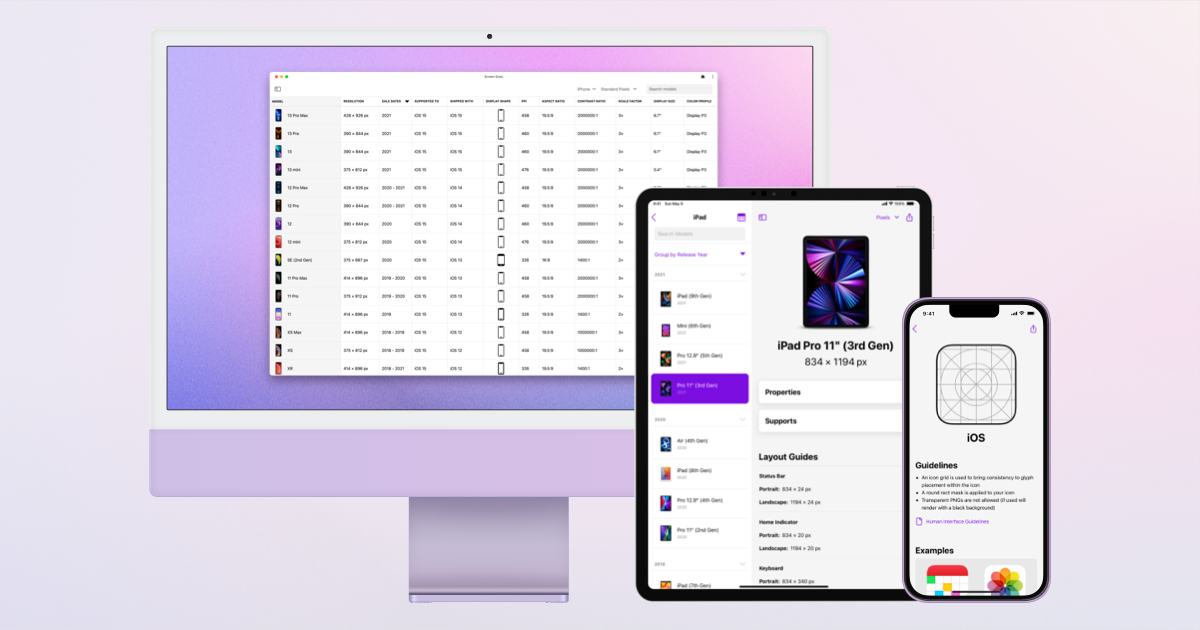 Screen Sizes
iPhone Standard Pixels Search models
MODEL RESOLUTION SALE DATES SUPPORTED TO SHIPPED WITH DISPLAY SHAPE PPI ASPECT RATIO CONTRAST RATIO SCALE FACTOR DISPLAY SIZE COLOR PROFILE
13 Pro Max 428 × 926 px 2021 iOS 15 iOS 15 458 19.5:9 2000000:1 3× 6.7" Display P3
13 Pro 390 × 844 px 2021 iOS 15 iOS 15 460 19.5:9 2000000:1 3× 6.1" Display P3
13 390 × 844 px 2021 iOS 15 iOS 15 460 19.5:9 2000000:1 3× 6.1" Display P3
13 mini 375 × 812 px 2021 iOS 15 iOS 15 476 19.5:9 2000000:1 3× 5.4" Display P3
12 Pro Max 428 × 926 px 2020 - 2021 iOS 15 iOS 14 458 19.5:9 2000000:1 3×
12 Pro 390 × 844 px 2020 - 2021 iOS 15 iOS 14 460 19.5:9 2000000:1 3×
12 390 × 844 px 2020 iOS 15 iOS 14 460 19.5:9 2000000:1 3×
12 mini 375 × 812 px 2020 iOS 15 iOS 14 476 19.5:9 2000000:1 3×
SE (2nd Gen) 375 × 667 px 2020 iOS 15 iOS 13 326 16:9 1400:1 2×
11 Pro Max 414 × 896 px 2019 - 2020 iOS 15 iOS 13 458 19.5:9 2000000:1 3×
11 Pro 375 × 812 px 2019 - 2020 iOS 15 iOS 13 458 19.5:9 2000000:1 3×
11 414 × 896 px 2019 iOS 15 iOS 13 326 19.5:9 1400:1 2×
XS Max 414 × 896 px 2018 - 2019 iOS 15 iOS 12 458 19.5:9 1000000:1 3×
XS 375 × 812 px 2018 - 2019 iOS 15 iOS 12 458 19.5:9 1000000:1 3×
XR 414 × 896 px 2018 - 2021 iOS 15 iOS 12 326 19.5:9 1400:1 2×
9:41 Sun May 9 100%
iPad
Search Models
Group by Release Year
2021
iPad (9th Gen)
2021
Mini (6th Gen)
2021
Pro 12.9" (5th Gen)
2021
Pro 11" (3rd Gen)
2021
2020
Air (4th Gen)
2020
iPad (8th Gen)
2020
Pro 12.9" (4th Gen)
2020
Pro 11" (2nd Gen)
2020
2019
iPad (7th Gen)
Pixels
iPad Pro 11" (3rd Gen)
834 × 1194 px
Properties
Supports
Layout Guides
Status Bar
Portrait: 834 × 24 px
Landscape: 1194 × 24 px
Home Indicator
Portrait: 834 × 20 px
Landscape: 1194 × 20 px
Keyboard
Portrait: 834 × 340 px
9:41
iOS
Guidelines
• An icon grid is used to bring consistency to glyph
placement within the icon
• A round rect mask is applied to your icon
• Transparent PNGs are not allowed (if used will
render with a black background)
Human Interface Guidelines
Examples